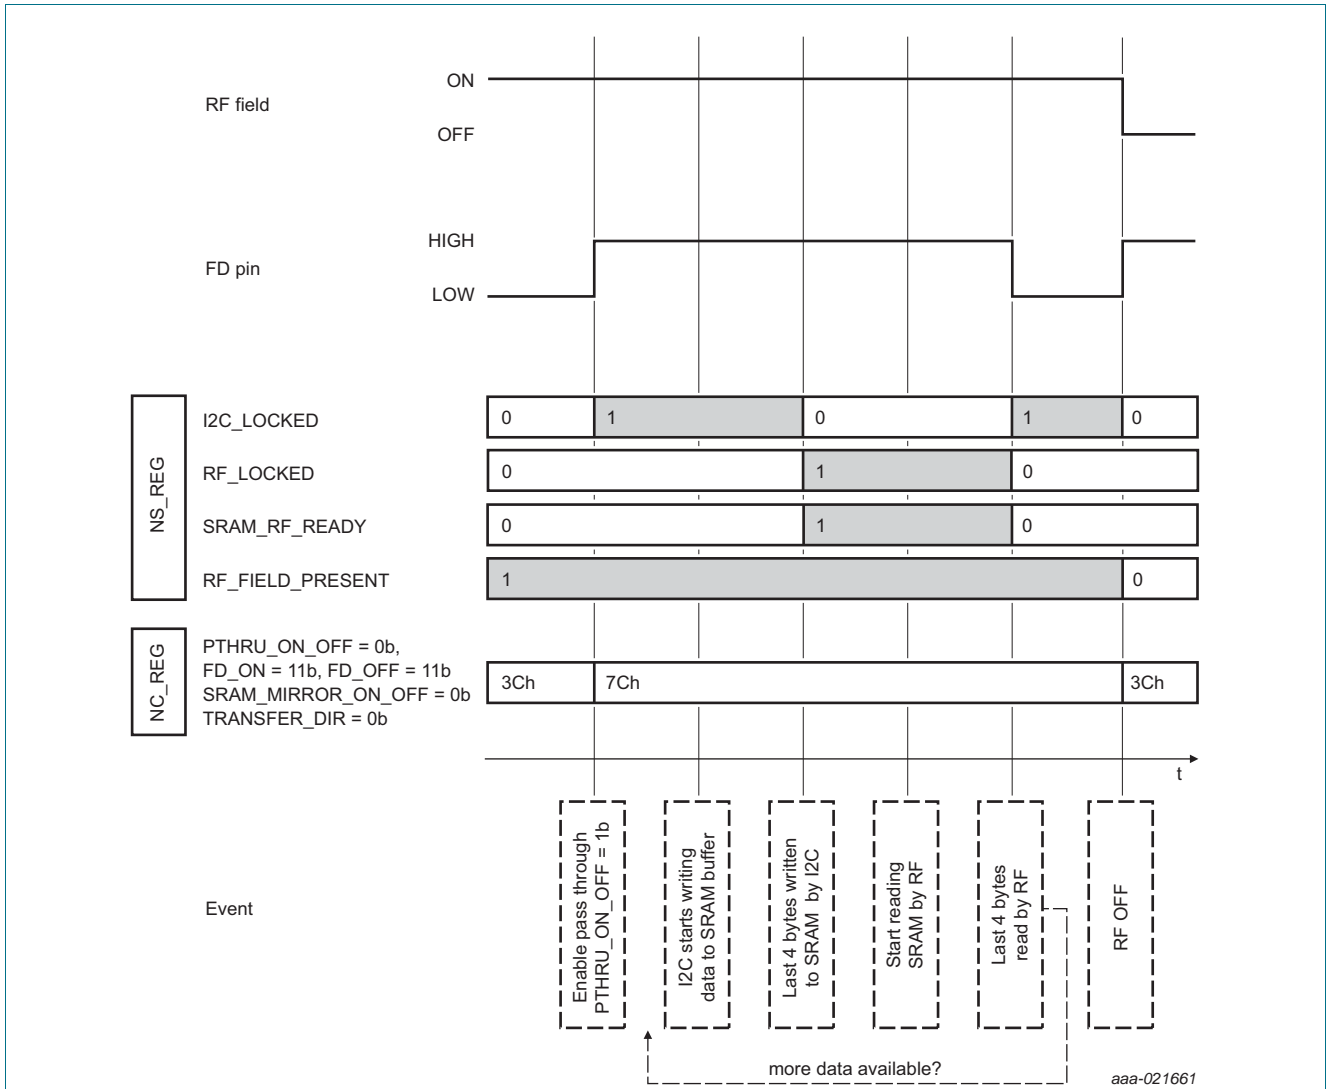 ON
RF field
OFF
HIGH
FD pin
LOW
NS_REG
I2C_LOCKED
0 1 0 1 0
RF_LOCKED
0 1 0
SRAM_RF_READY
0 1 0
RF_FIELD_PRESENT
1 0
NC_REG
PTHRU_ON_OFF = 0b,
FD_ON = 11b, FD_OFF = 11b
SRAM_MIRROR_ON_OFF = 0b
TRANSFER_DIR = 0b
3Ch 7Ch 3Ch
t
Event
Enable pass through
PTHRU_ON_OFF = 1b
I2C starts writing
data to SRAM buffer
Last 4 bytes written
to SRAM by I2C
Start reading
SRAM by RF
Last 4 bytes
read by RF
RF OFF
more data available?
aaa-021661